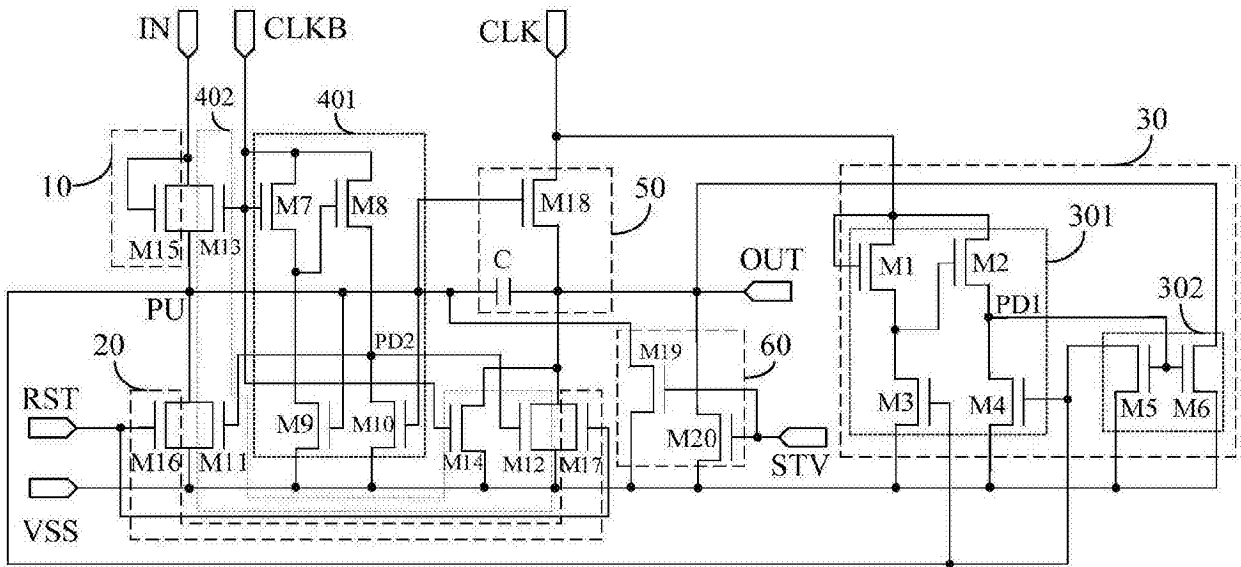 IN CLKB CLK
402 401 30
10 M7 M8 M18 50 301
M15 M13 M1 M2
C OUT 302
PU PD1
20 PD2 M19 60
RST M3 M4 M5 M6
M9 M10 M20
M16 M11 M14 M12 M17 STV
VSS